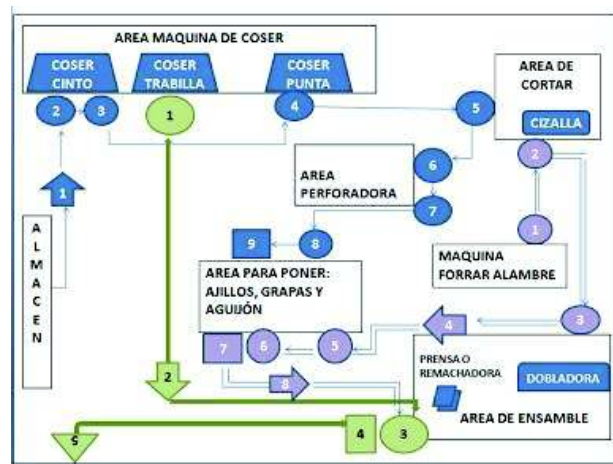 AREA MAQUINA DE COSER
COSER
CINTO
COSER
TRABILLA
COSER
PUNTA
AREA DE
CORTAR
CIZALLA
2
3
1
4
5
2
1
6
AREA
PERFORADORA
7
1
ALMACEN
9
8
MAQUINA
FORRAR ALAMBRE
AREA PARA PONER:
AJILLOS, GRAPAS Y
AGUIJÓN
7
6
5
4
3
8
PRENSA O
REMACHADORA
DOBLADORA
AREA DE ENSAMBLE
2
5
4
3